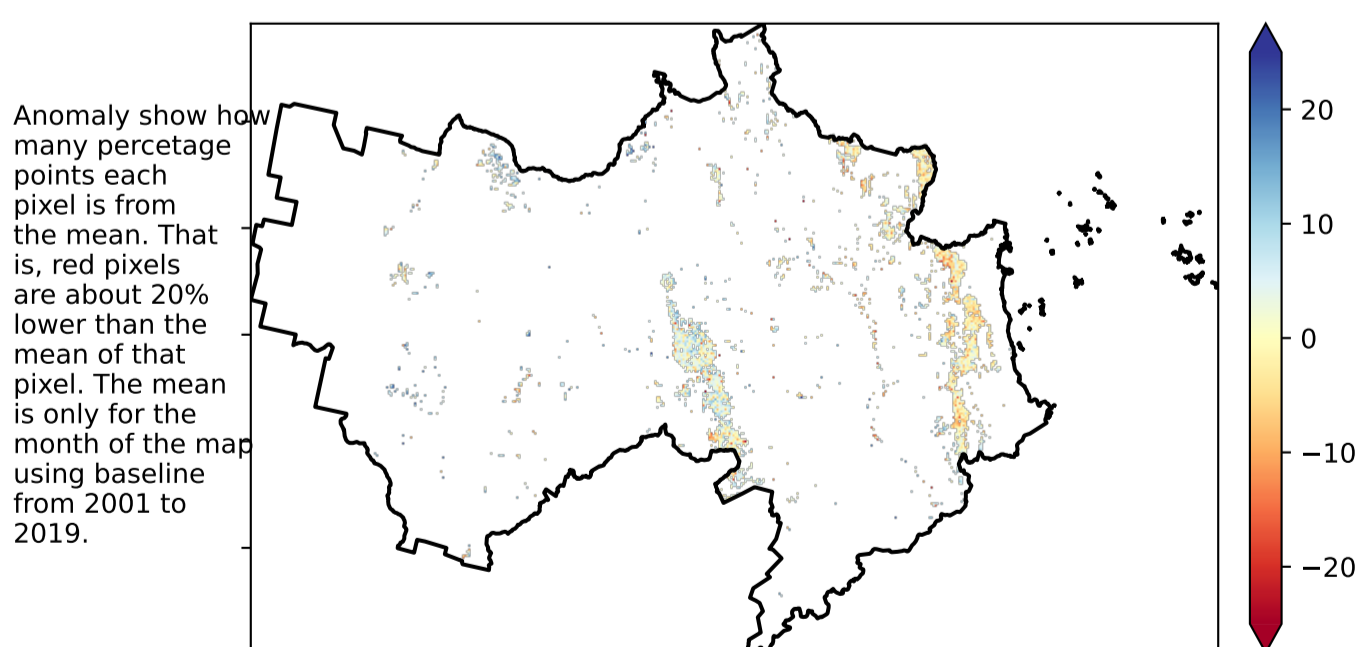 Anomaly show how
many percetage
points each
pixel is from
the mean. That
is, red pixels
are about 20%
lower than the
mean of that
pixel. The mean
is only for the
month of the map
using baseline
from 2001 to
2019.
20
10
0
−10
−20